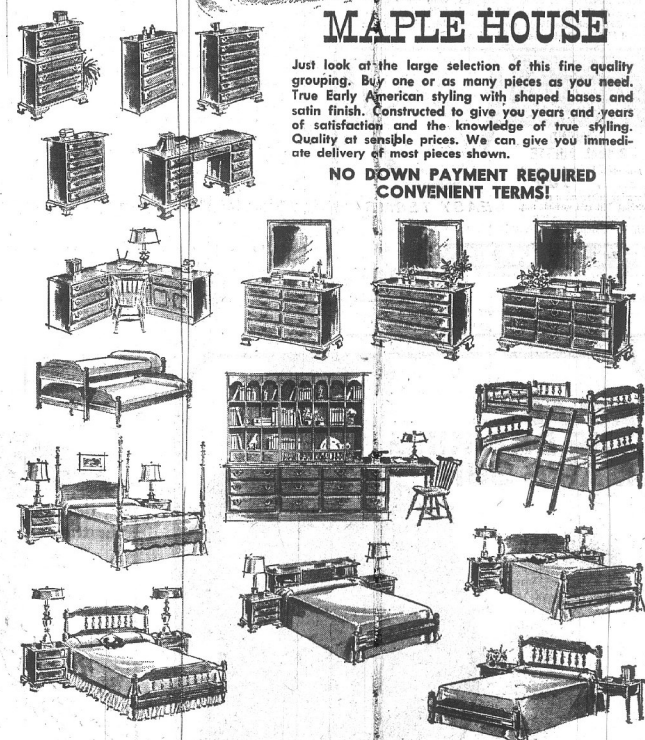 MAPLE HOUSE
Just look at the large selection of this fine quality
grouping. Buy one or as many pieces as you need.
True Early American styling with shaped bases and
satin finish. Constructed to give you years and years
of satisfaction and the knowledge of true styling.
Quality at sensible prices. We can give you immedi-
ate delivery of most pieces shown.
NO DOWN PAYMENT REQUIRED
CONVENIENT TERMS!